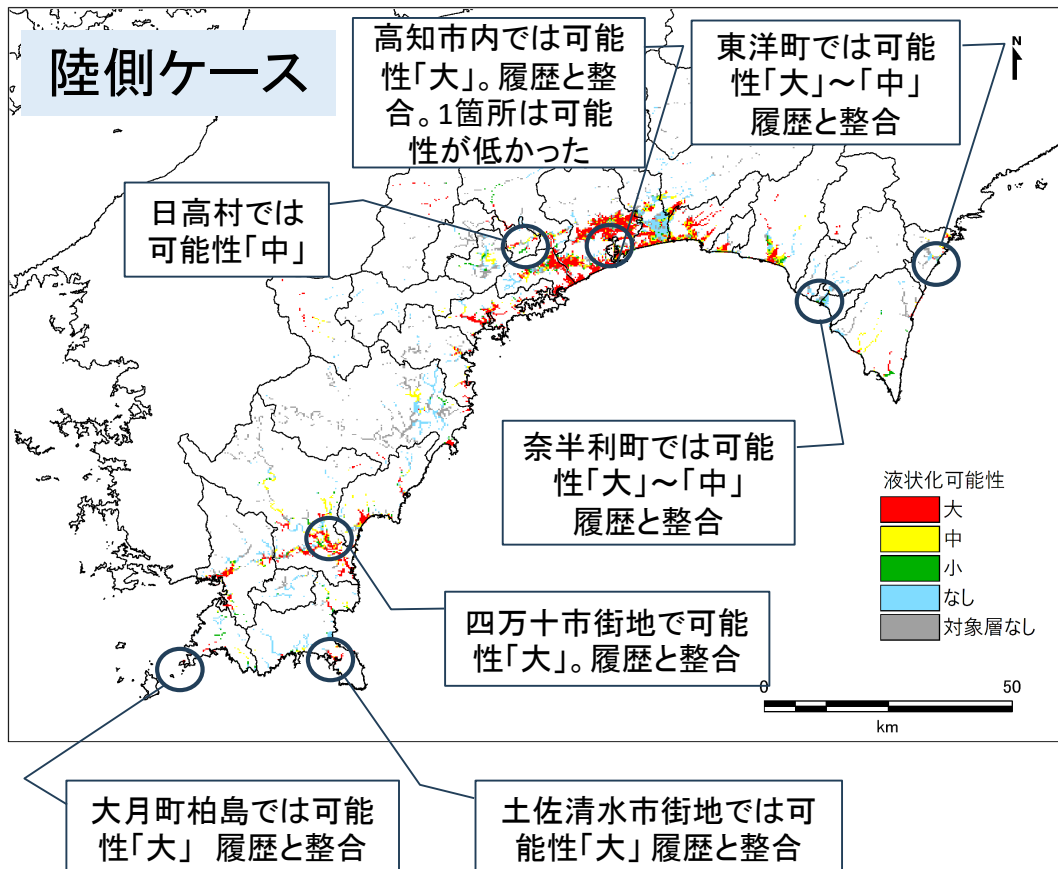 陸側ケース
高知市内では可能
性「大」。履歴と整
合。1箇所は可能
性が低かった
東洋町では可能
性「大」～「中」
履歴と整合
N
日高村では
可能性「中」
奈半利町では可能
性「大」～「中」
履歴と整合
液状化可能性
大
中
小
なし
対象層なし
四万十市街地で可能
性「大」。履歴と整合
0 50
km
大月町柏島では可能
性「大」 履歴と整合
土佐清水市街地では可
能性「大」 履歴と整合